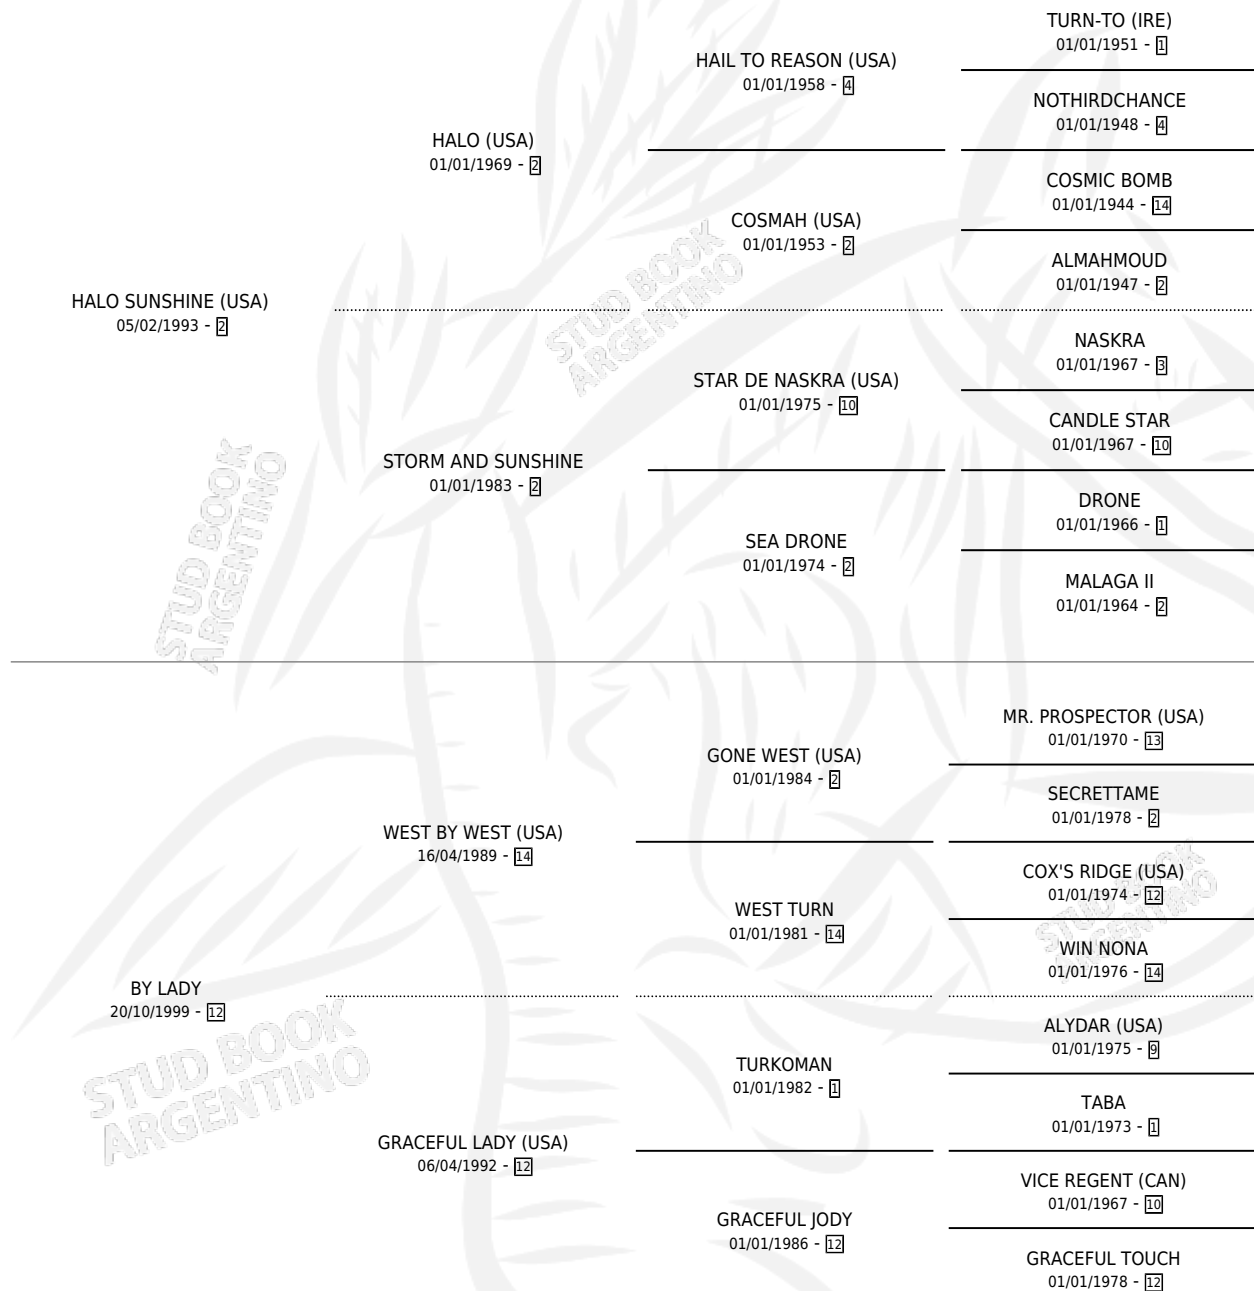 TURN-TO (IRE)
01/01/1951 - 1
HAIL TO REASON (USA)
01/01/1958 - 4
NOTHIRDCHANCE
01/01/1948 - 4
HALO (USA)
01/01/1969 - 2
COSMIC BOMB
01/01/1944 - 14
COSMAH (USA)
01/01/1953 - 2
ALMAHMOUD
01/01/1947 - 2
HALO SUNSHINE (USA)
05/02/1993 - 2
NASKRA
01/01/1967 - 3
STAR DE NASKRA (USA)
01/01/1975 - 10
CANDLE STAR
01/01/1967 - 10
STORM AND SUNSHINE
01/01/1983 - 2
DRONE
01/01/1966 - 1
SEA DRONE
01/01/1974 - 2
MALAGA II
01/01/1964 - 2
MR. PROSPECTOR (USA)
01/01/1970 - 13
GONE WEST (USA)
01/01/1984 - 2
SECRETTAME
01/01/1978 - 2
WEST BY WEST (USA)
16/04/1989 - 14
COX'S RIDGE (USA)
01/01/1974 - 12
WEST TURN
01/01/1981 - 14
WIN NONA
01/01/1976 - 14
BY LADY
20/10/1999 - 12
ALYDAR (USA)
01/01/1975 - 9
TURKOMAN
01/01/1982 - 1
TABA
01/01/1973 - 1
GRACEFUL LADY (USA)
06/04/1992 - 12
VICE REGENT (CAN)
01/01/1967 - 10
GRACEFUL JODY
01/01/1986 - 12
GRACEFUL TOUCH
01/01/1978 - 12
STUD BOOK
ARGENTINO
STUD BOOK
ARGENTINO
STUD BOOK
ARGENTINO
STUD BOOK
ARGENTINO